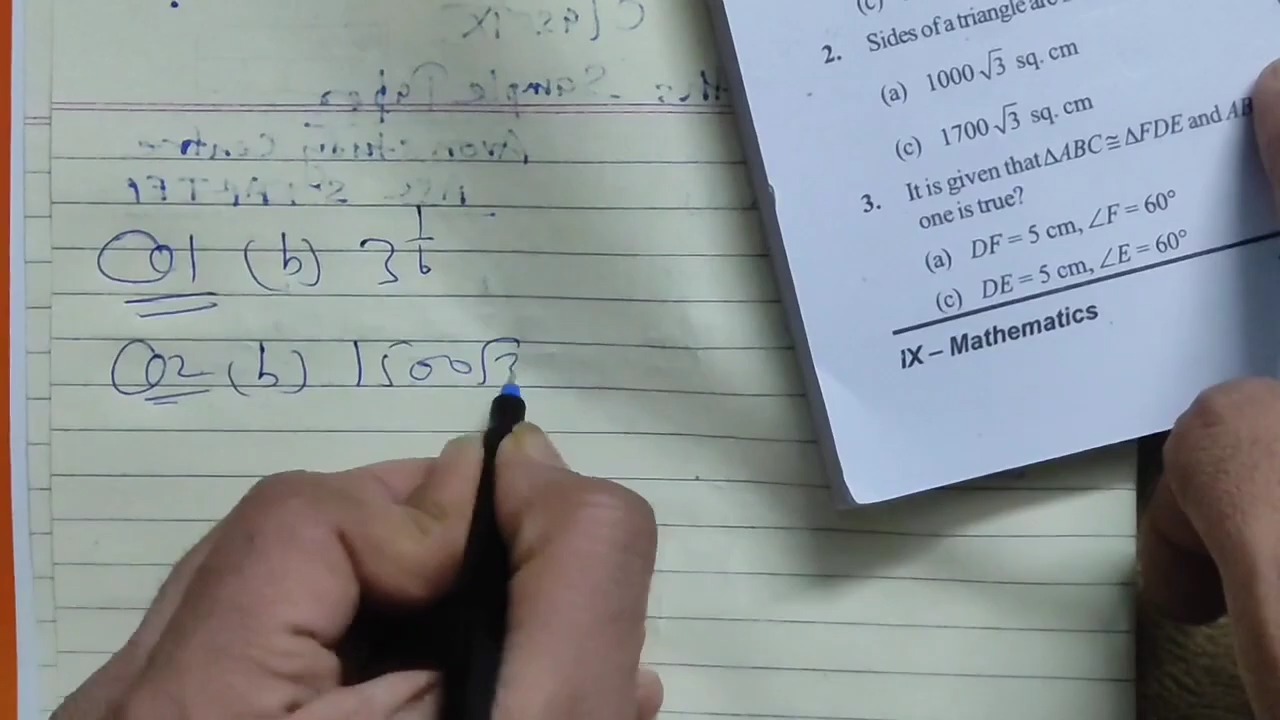 Q1 (b) 3 1/6
Q2 (b) 1500√3
(c)
2. Sides of a triangle are
(a) 1000 √3 sq. cm
(c) 1700 √3 sq. cm
3. It is given that ΔABC ≅ ΔFDE and AB
one is true?
(a) DF = 5 cm, ∠F = 60°
(c) DE = 5 cm, ∠E = 60°
IX – Mathematics